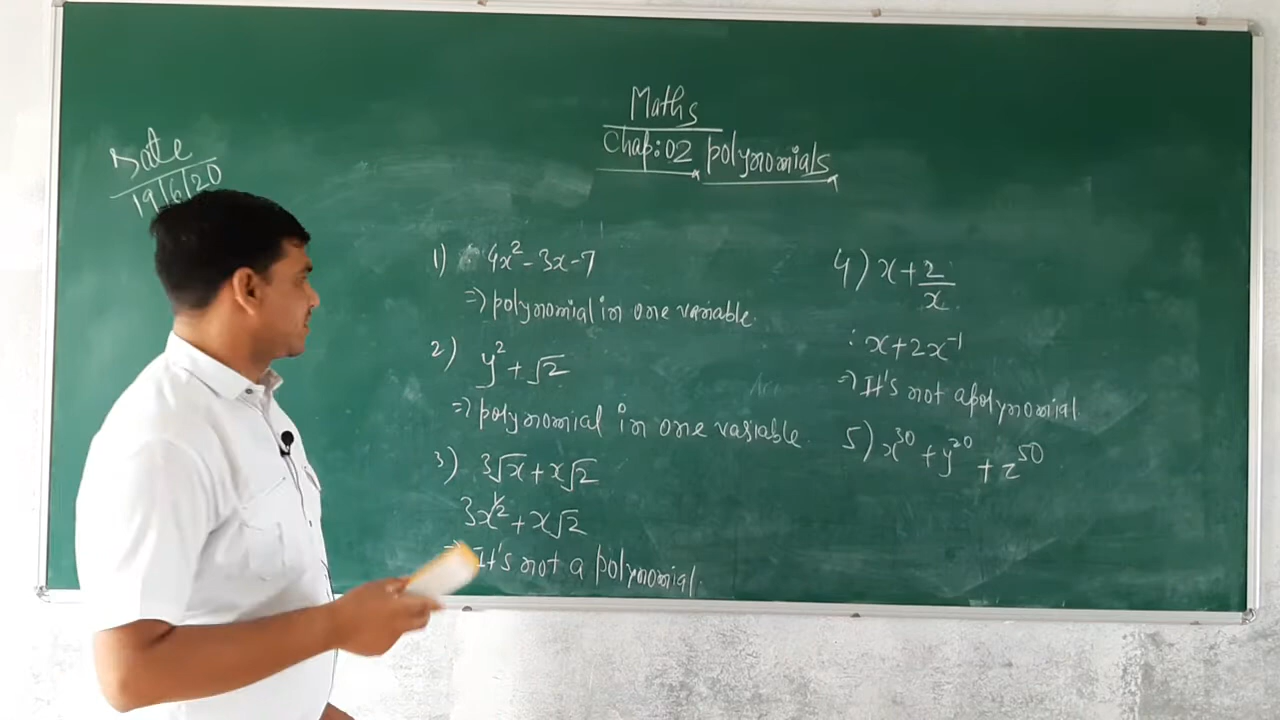 Maths
Chap:02 polynomials
Date
19/6/20
1) 4x²-3x-7
=> polynomial in one variable.
2) y²+√2
=> polynomial in one variable.
3) 3√x+x√2
3x^1/2+x√2
=> It's not a polynomial.
4) x+2/x
: x+2x⁻¹
=> It's not a polynomial.
5) x³⁰+y²⁰+z⁵⁰